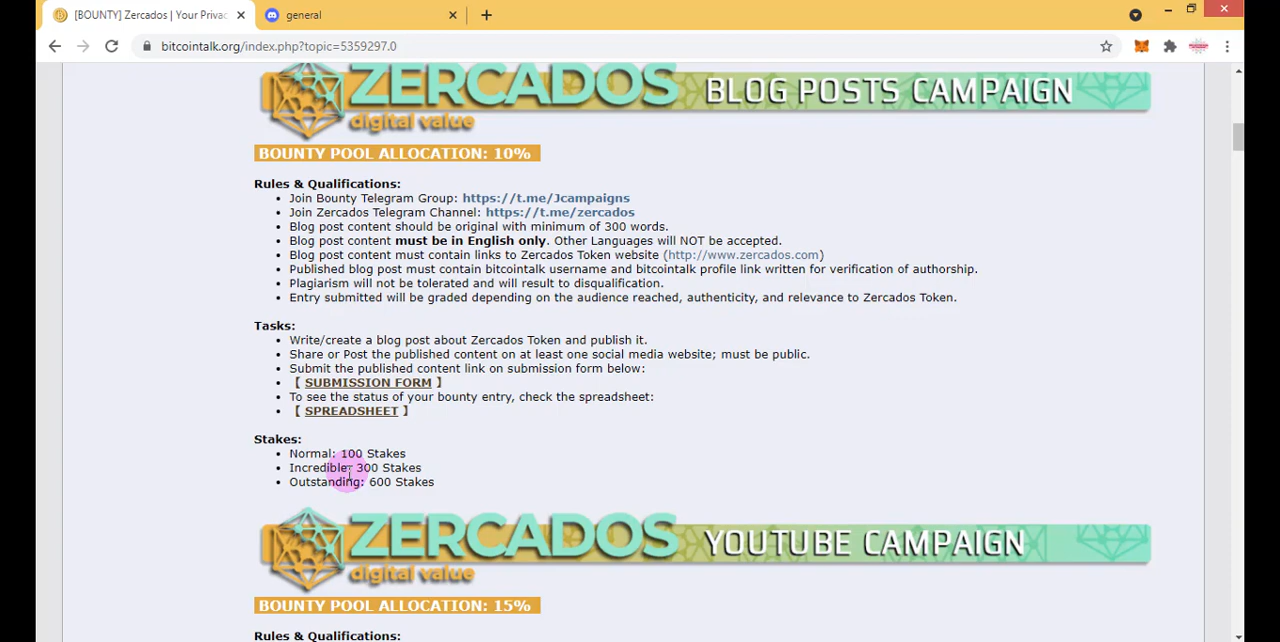 [BOUNTY] Zercados | Your Privac
general
bitcointalk.org/index.php?topic=5359297.0
ZERCADOS
digital value
BLOG POSTS CAMPAIGN
BOUNTY POOL ALLOCATION: 10%
Rules & Qualifications:
• Join Bounty Telegram Group: https://t.me/Jcampaigns
• Join Zercados Telegram Channel: https://t.me/zercados
• Blog post content should be original with minimum of 300 words.
• Blog post content must be in English only. Other Languages will NOT be accepted.
• Blog post content must contain links to Zercados Token website (http://www.zercados.com)
• Published blog post must contain bitcointalk username and bitcointalk profile link written for verification of authorship.
• Plagiarism will not be tolerated and will result to disqualification.
• Entry submitted will be graded depending on the audience reached, authenticity, and relevance to Zercados Token.
Tasks:
• Write/create a blog post about Zercados Token and publish it.
• Share or Post the published content on at least one social media website; must be public.
• Submit the published content link on submission form below:
• 【 SUBMISSION FORM 】
• To see the status of your bounty entry, check the spreadsheet:
• 【 SPREADSHEET 】
Stakes:
• Normal: 100 Stakes
• Incredible: 300 Stakes
• Outstanding: 600 Stakes
ZERCADOS
digital value
YOUTUBE CAMPAIGN
BOUNTY POOL ALLOCATION: 15%
Rules & Qualifications: